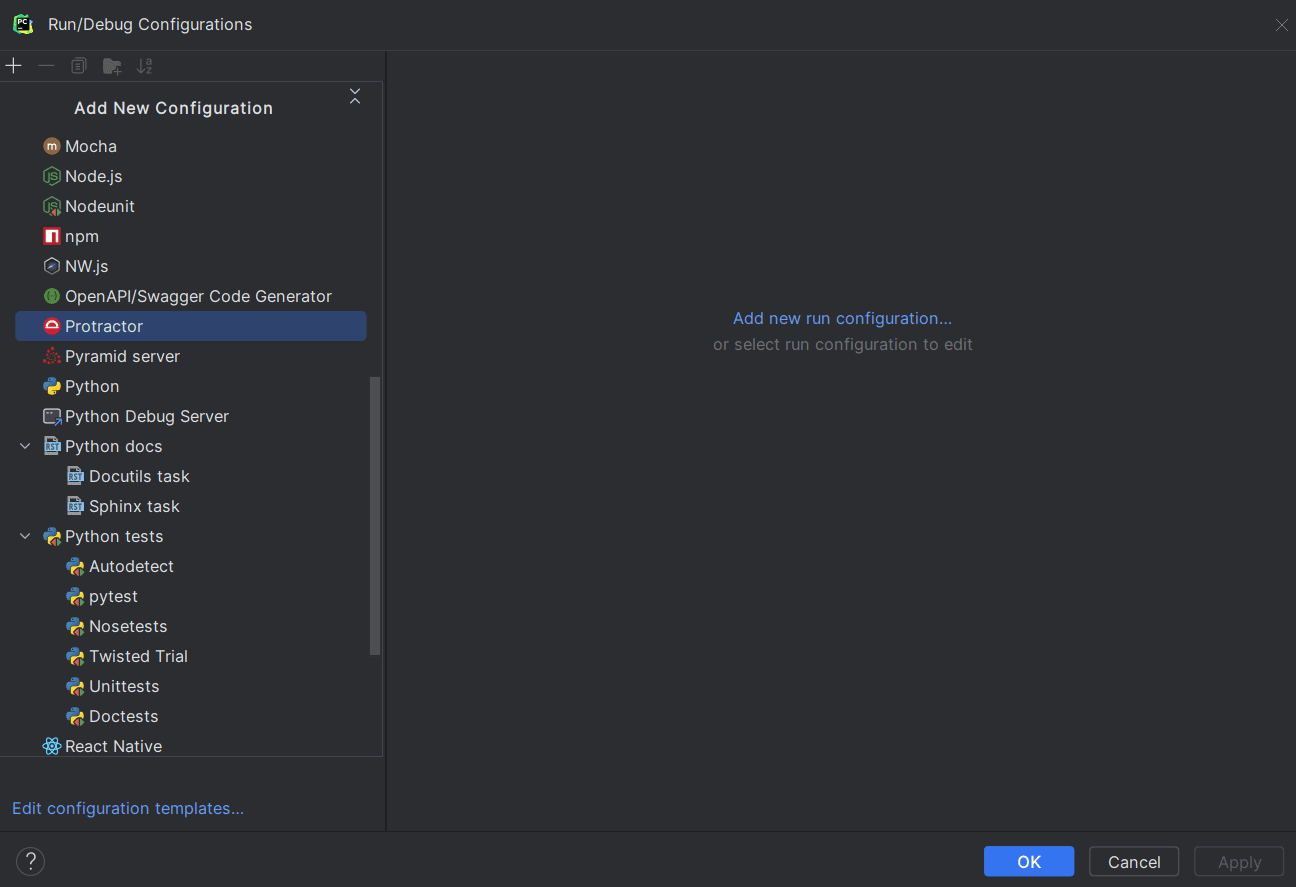 Run/Debug Configurations
Add New Configuration
Mocha
Node.js
Nodeunit
npm
NW.js
OpenAPI/Swagger Code Generator
Protractor
Pyramid server
Python
Python Debug Server
Python docs
Docutils task
Sphinx task
Python tests
Autodetect
pytest
Nosetests
Twisted Trial
Unittests
Doctests
React Native
Edit configuration templates...
Add new run configuration...
or select run configuration to edit
?
OK
Cancel
Apply